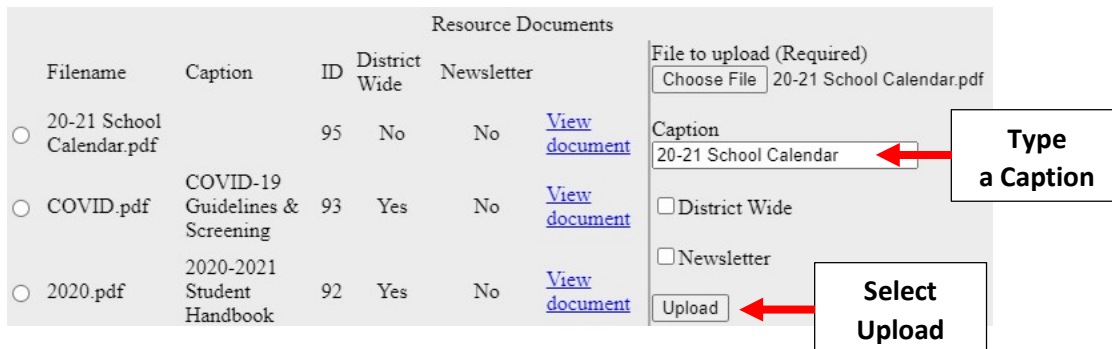 Resource Documents
Filename Caption ID District Wide Newsletter
20-21 School Calendar.pdf 95 No No View document
COVID.pdf COVID-19 Guidelines & Screening 93 Yes No View document
2020.pdf 2020-2021 Student Handbook 92 Yes No View document
File to upload (Required)
Choose File 20-21 School Calendar.pdf
Caption
20-21 School Calendar
District Wide
Newsletter
Upload
Type
a Caption
Select
Upload